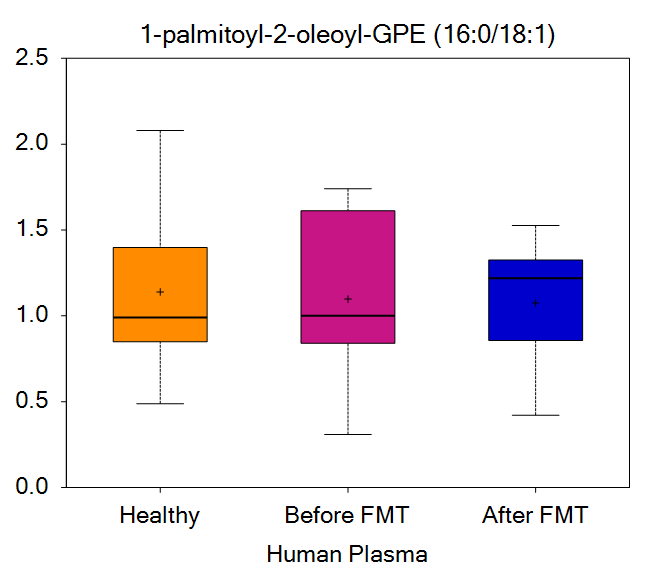 1-palmitoyl-2-oleoyl-GPE (16:0/18:1)
2.5
2.0
1.5
1.0
0.5
0.0
Healthy Before FMT After FMT
Human Plasma